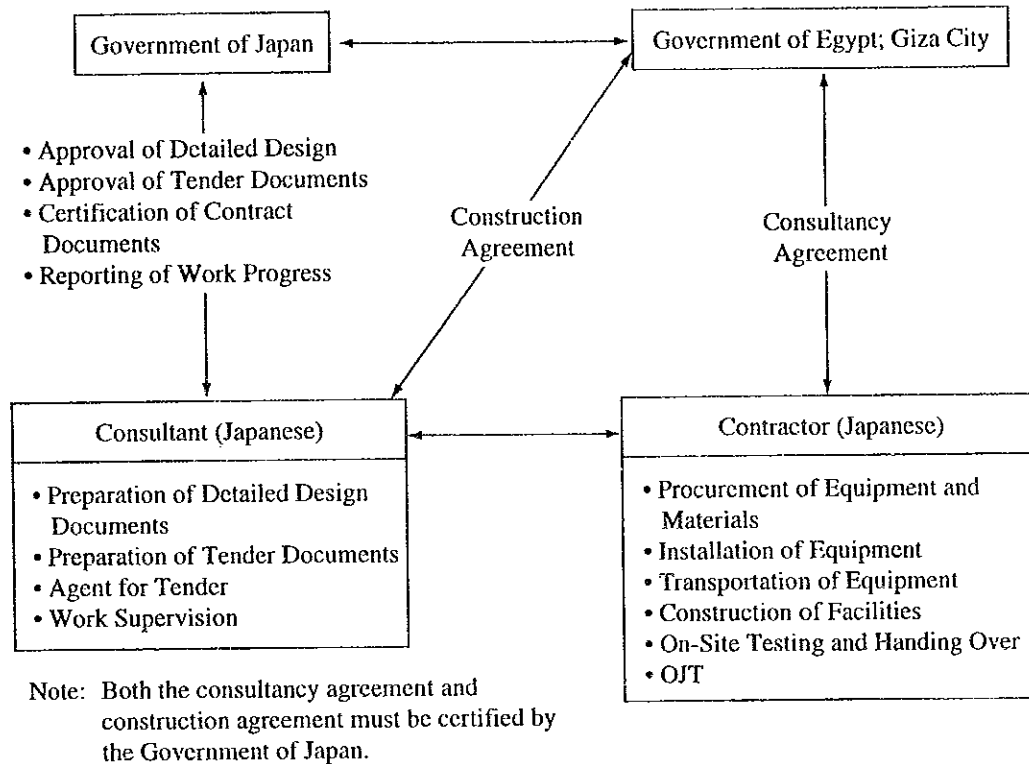 Government of Japan
Government of Egypt; Giza City
• Approval of Detailed Design
• Approval of Tender Documents
• Certification of Contract
Documents
• Reporting of Work Progress
Construction
Agreement
Consultancy
Agreement
Consultant (Japanese)
• Preparation of Detailed Design
Documents
• Preparation of Tender Documents
• Agent for Tender
• Work Supervision
Contractor (Japanese)
• Procurement of Equipment and
Materials
• Installation of Equipment
• Transportation of Equipment
• Construction of Facilities
• On-Site Testing and Handing Over
• OJT
Note: Both the consultancy agreement and
construction agreement must be certified by
the Government of Japan.